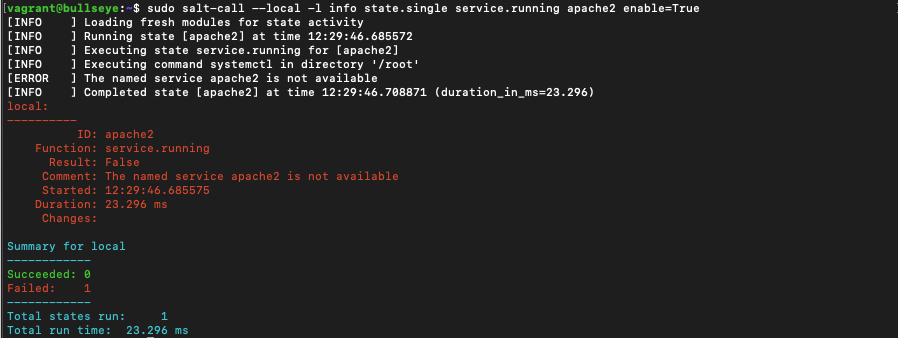 vagrant@bullseye:~$ sudo salt-call --local -l info state.single service.running apache2 enable=True
[INFO    ] Loading fresh modules for state activity
[INFO    ] Running state [apache2] at time 12:29:46.685572
[INFO    ] Executing state service.running for [apache2]
[INFO    ] Executing command systemctl in directory '/root'
[ERROR   ] The named service apache2 is not available
[INFO    ] Completed state [apache2] at time 12:29:46.708871 (duration_in_ms=23.296)
local:
----------
          ID: apache2
    Function: service.running
      Result: False
     Comment: The named service apache2 is not available
     Started: 12:29:46.685575
    Duration: 23.296 ms
     Changes:
Summary for local
------------
Succeeded: 0
Failed:    1
------------
Total states run:     1
Total run time:  23.296 ms